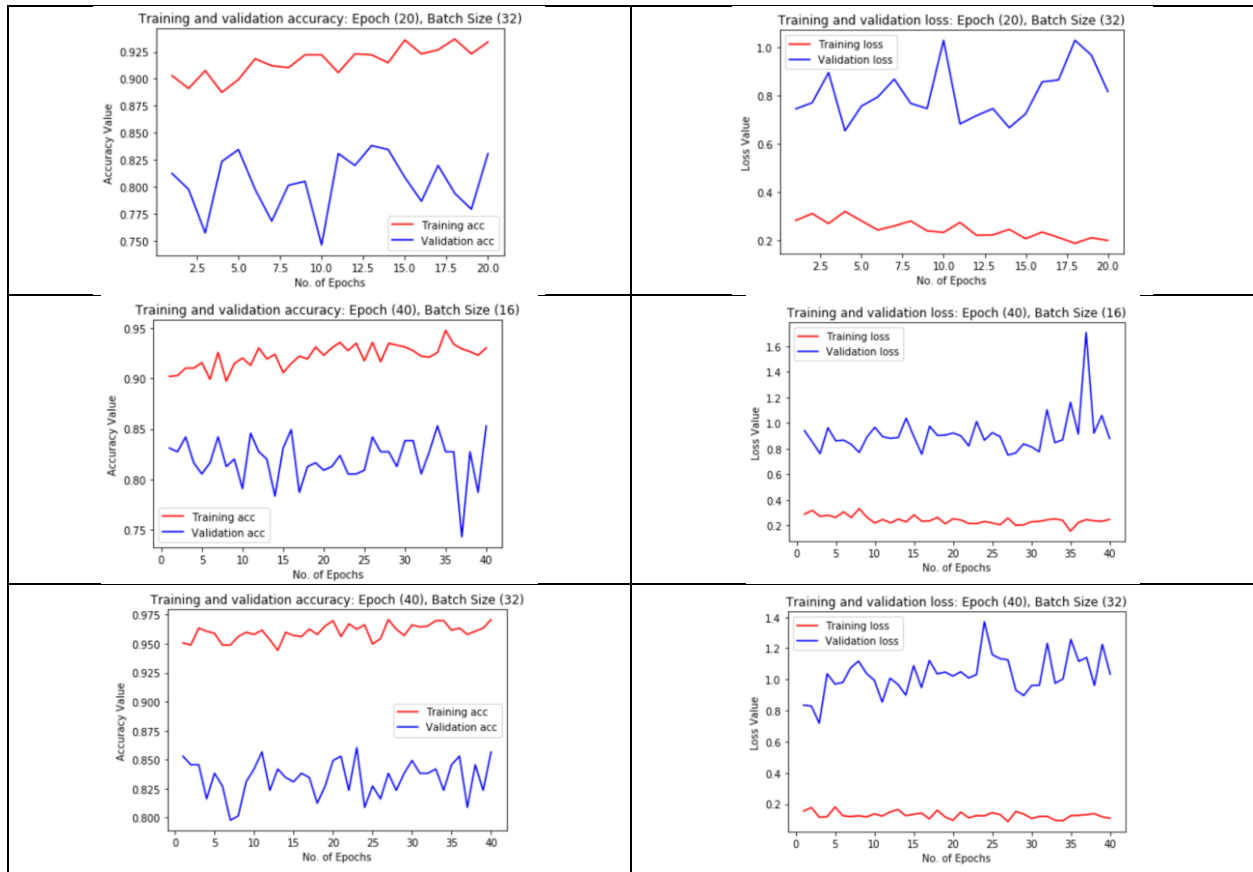 Training and validation accuracy: Epoch (20), Batch Size (32)
Accuracy Value
0.925
0.900
0.875
0.850
0.825
0.800
0.775
0.750
Training acc
Validation acc
2.5 5.0 7.5 10.0 12.5 15.0 17.5 20.0
No. of Epochs
Training and validation loss: Epoch (20), Batch Size (32)
Loss Value
1.0
0.8
0.6
0.4
0.2
Training loss
Validation loss
2.5 5.0 7.5 10.0 12.5 15.0 17.5 20.0
No. of Epochs
Training and validation accuracy: Epoch (40), Batch Size (16)
Accuracy Value
0.95
0.90
0.85
0.80
0.75
Training acc
Validation acc
0 5 10 15 20 25 30 35 40
No. of Epochs
Training and validation loss: Epoch (40), Batch Size (16)
Loss Value
1.6
1.4
1.2
1.0
0.8
0.6
0.4
0.2
Training loss
Validation loss
0 5 10 15 20 25 30 35 40
No. of Epochs
Training and validation accuracy: Epoch (40), Batch Size (32)
Accuracy Value
0.975
0.950
0.925
0.900
0.875
0.850
0.825
0.800
Training acc
Validation acc
0 5 10 15 20 25 30 35 40
No. of Epochs
Training and validation loss: Epoch (40), Batch Size (32)
Loss Value
1.4
1.2
1.0
0.8
0.6
0.4
0.2
Training loss
Validation loss
0 5 10 15 20 25 30 35 40
No. of Epochs